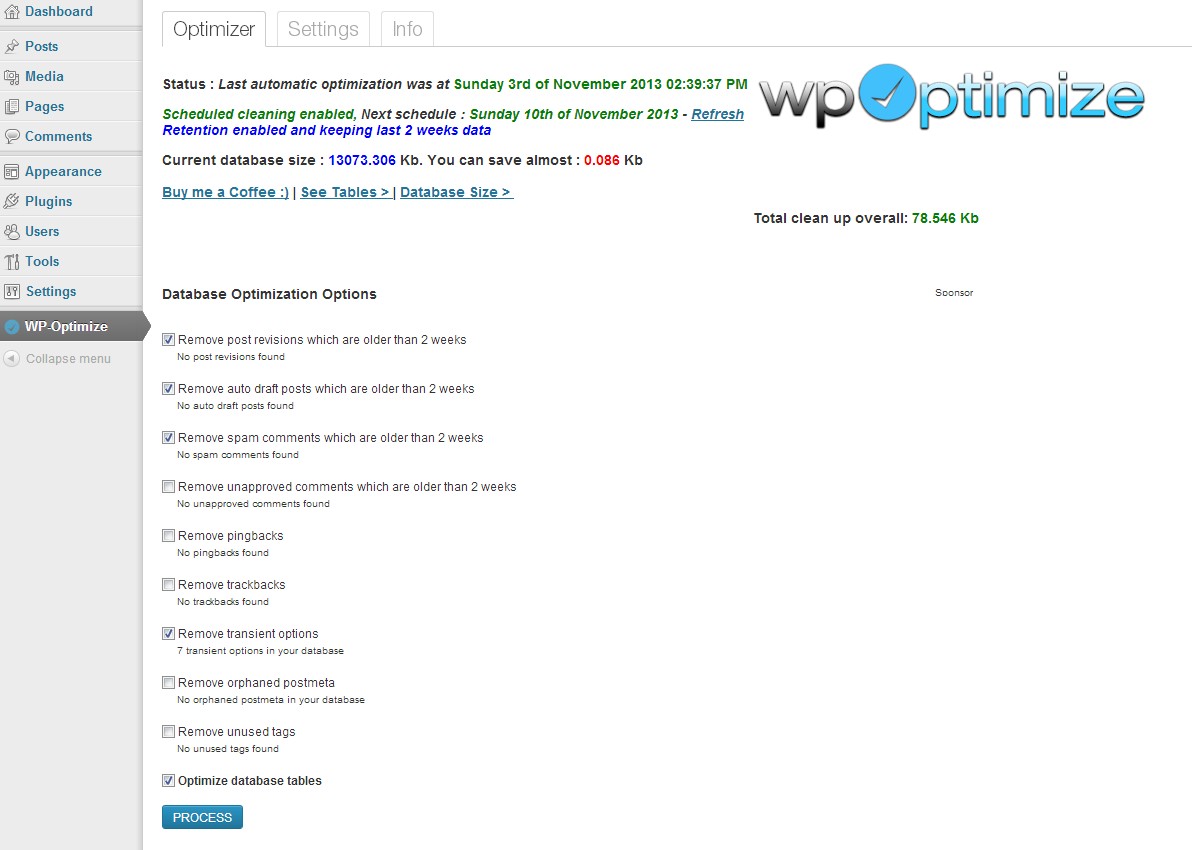 Dashboard
Posts
Media
Pages
Comments
Appearance
Plugins
Users
Tools
Settings
WP-Optimize
Collapse menu
Optimizer
Settings
Info
Status : Last automatic optimization was at Sunday 3rd of November 2013 02:39:37 PM
Scheduled cleaning enabled, Next schedule : Sunday 10th of November 2013 - Refresh
Retention enabled and keeping last 2 weeks data
Current database size : 13073.306 Kb. You can save almost : 0.086 Kb
Buy me a Coffee :) | See Tables > | Database Size >
wpOptimize
Total clean up overall: 78.546 Kb
Database Optimization Options
Sponsor
Remove post revisions which are older than 2 weeks
No post revisions found
Remove auto draft posts which are older than 2 weeks
No auto draft posts found
Remove spam comments which are older than 2 weeks
No spam comments found
Remove unapproved comments which are older than 2 weeks
No unapproved comments found
Remove pingbacks
No pingbacks found
Remove trackbacks
No trackbacks found
Remove transient options
7 transient options in your database
Remove orphaned postmeta
No orphaned postmeta in your database
Remove unused tags
No unused tags found
Optimize database tables
PROCESS